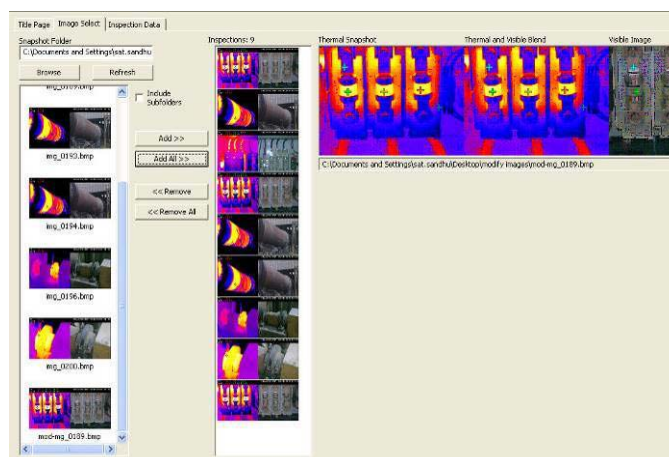 Title Page Image Select Inspection Data
Snapshot Folder
C:\Documents and Settings\sat.sandhu
Browse Refresh
Include
Subfolders
Add >>
Add All >>
<< Remove
<< Remove All
img_0193.bmp
img_0194.bmp
img_0196.bmp
img_0200.bmp
mod-mg_0189.bmp
Inspections: 9
Thermal Snapshot Thermal and Visible Blend Visible Image
C:\Documents and Settings\sat.sandhu\Desktop\modify images\mod-mg_0189.bmp